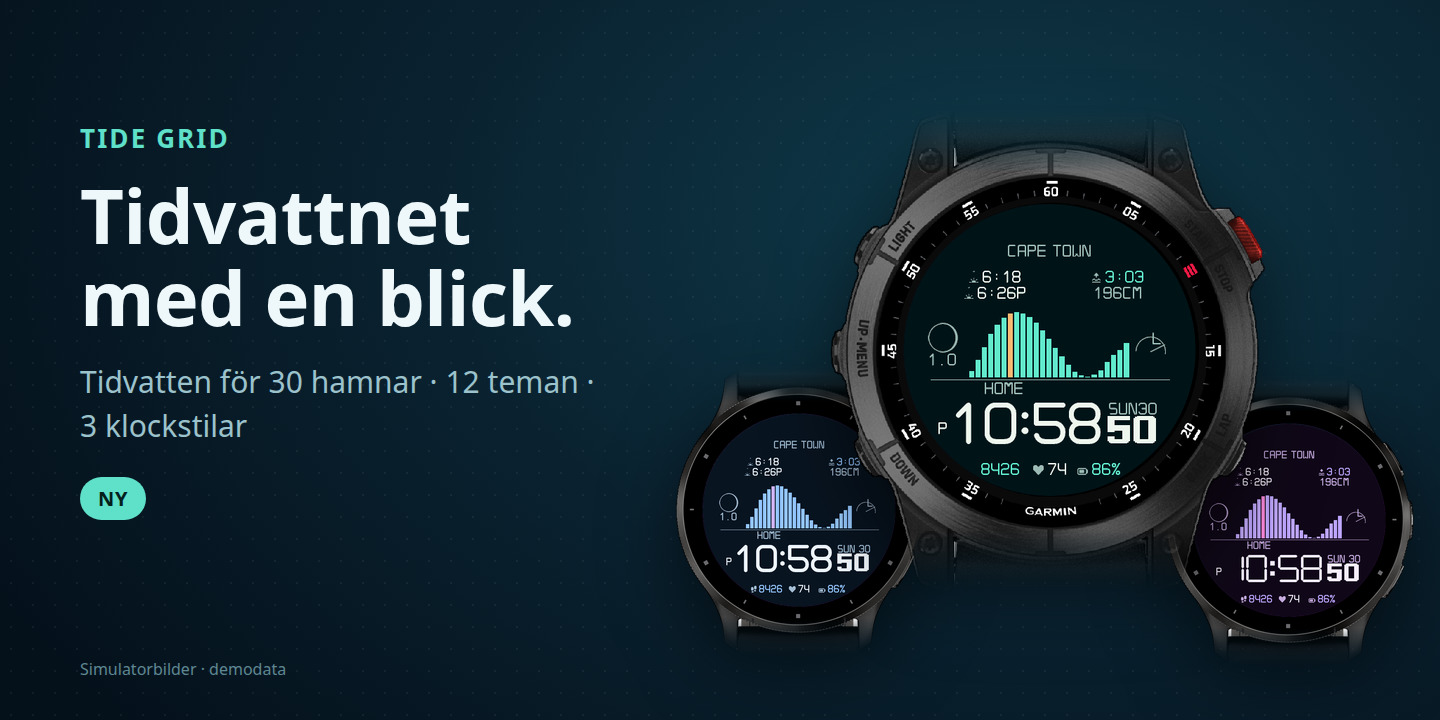 TIDE GRID
Tidvattnet
med en blick.
Tidvatten för 30 hamnar · 12 teman ·
3 klockstilar
NY
Simulatorbilder · demodata
60
55
05
50
45
15
40
20
35
25
LIGHT
UP·MENU
DOWN
STOP
LAP
GARMIN
CAPE TOWN
6:18
3:03
6:26P
196CM
1.0
HOME
P 10:58 50
SUN30
8426 74 86%
CAPE TOWN
6:18
3:03
6:26P
196CM
1.0
HOME
P 10:58 50
SUN 30
8426 74 86%
CAPE TOWN
6:18
3:03
6:26P
196CM
1.0
HOME
P 10:58 50
SUN 30
8426 74 86%